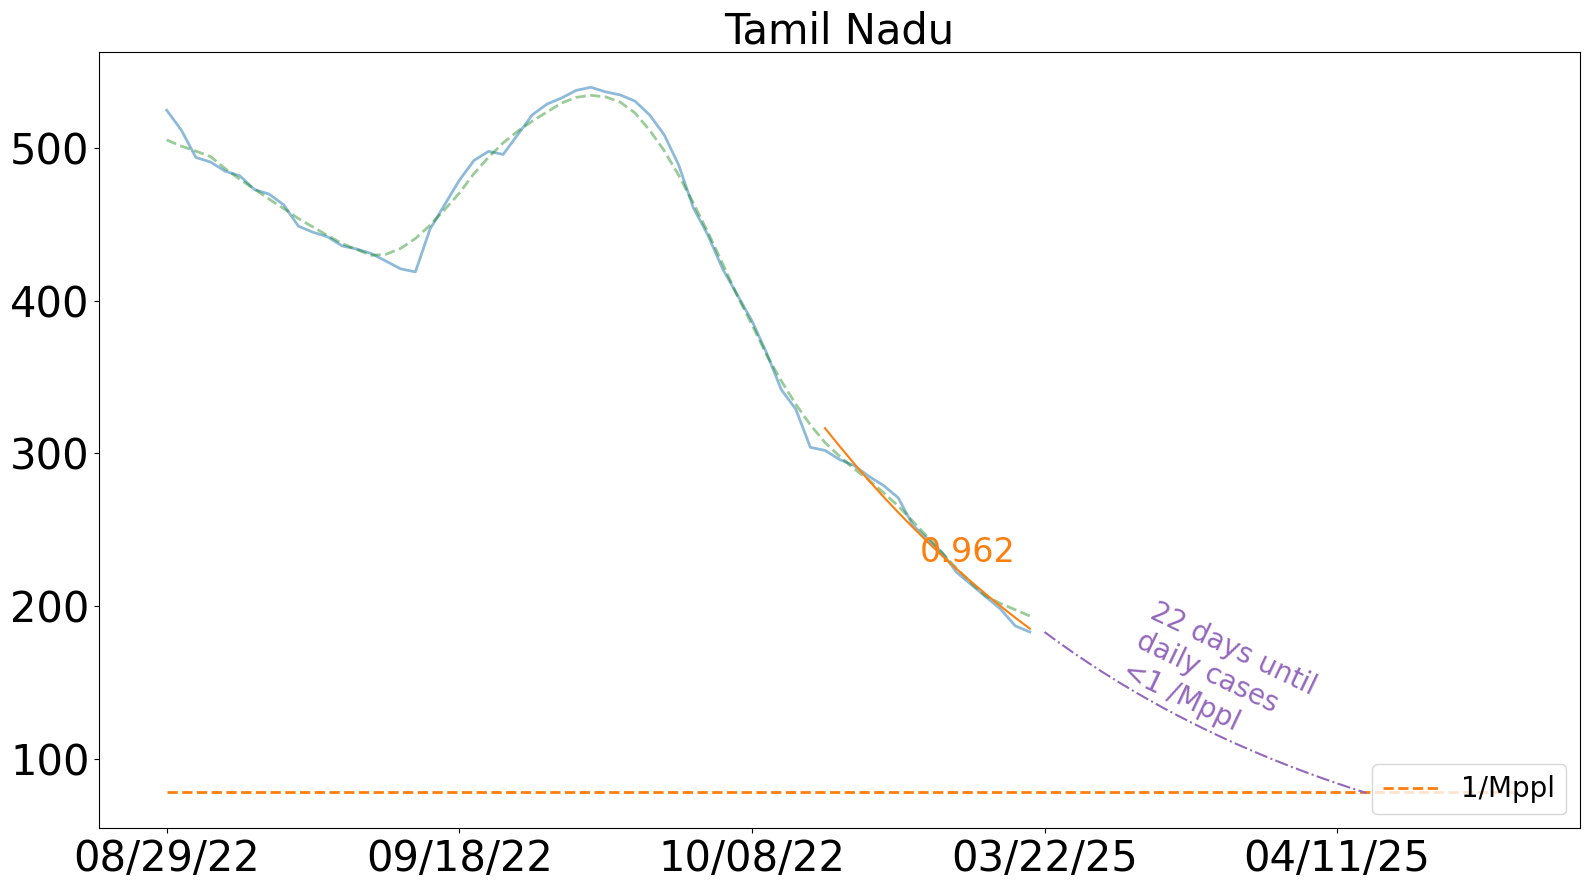 Tamil Nadu
500
400
300
200
100
0.962
22 days until
daily cases
<1 /Mppl
1/Mppl
08/29/22
09/18/22
10/08/22
03/22/25
04/11/25